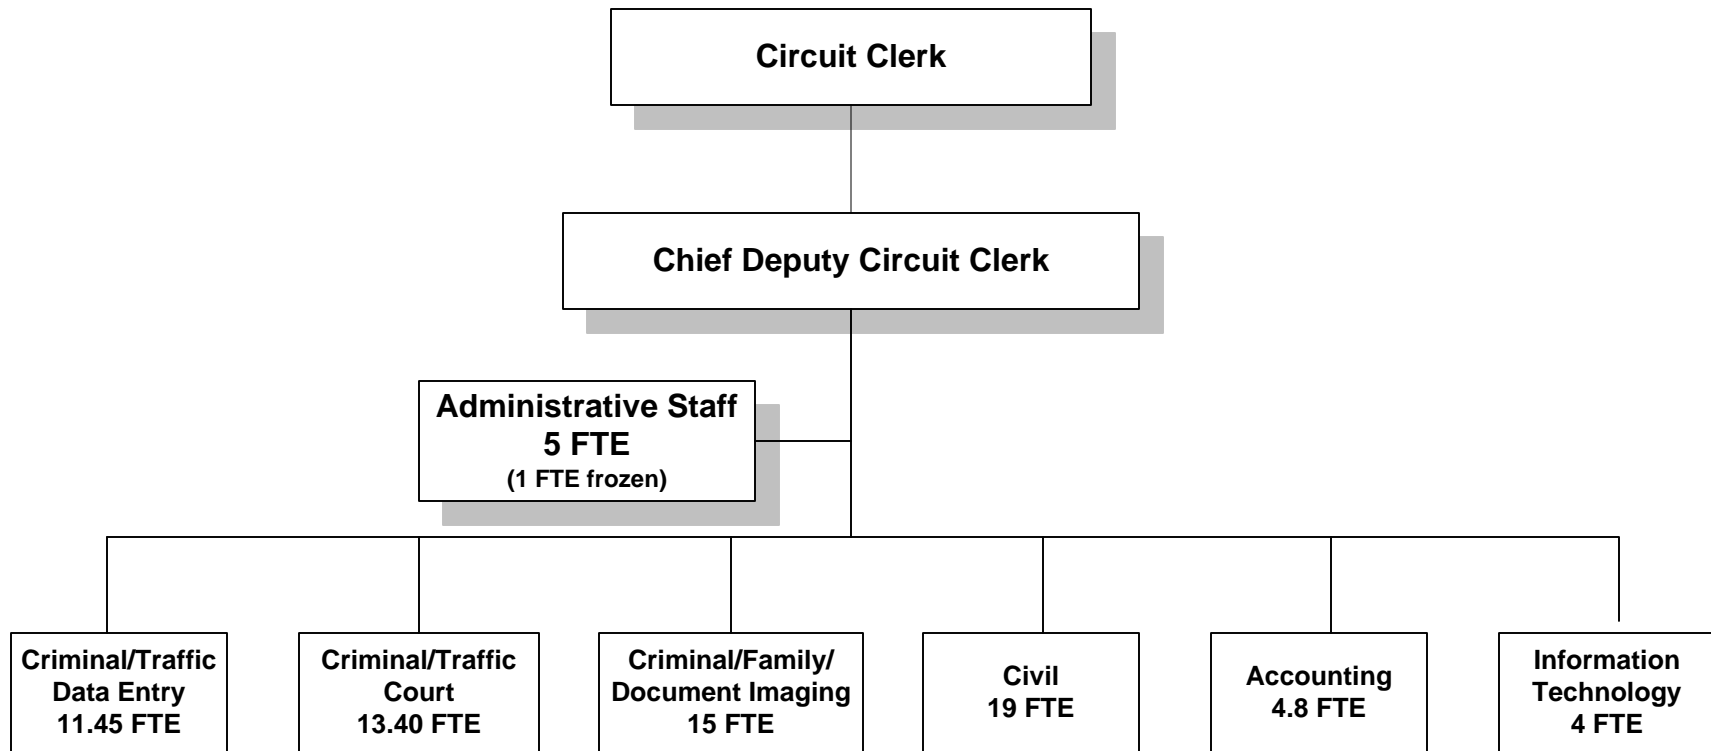 Circuit Clerk
Chief Deputy Circuit Clerk
Administrative Staff
5 FTE
(1 FTE frozen)
Criminal/Traffic
Data Entry
11.45 FTE
Criminal/Traffic
Court
13.40 FTE
Criminal/Family/
Document Imaging
15 FTE
Civil
19 FTE
Accounting
4.8 FTE
Information
Technology
4 FTE